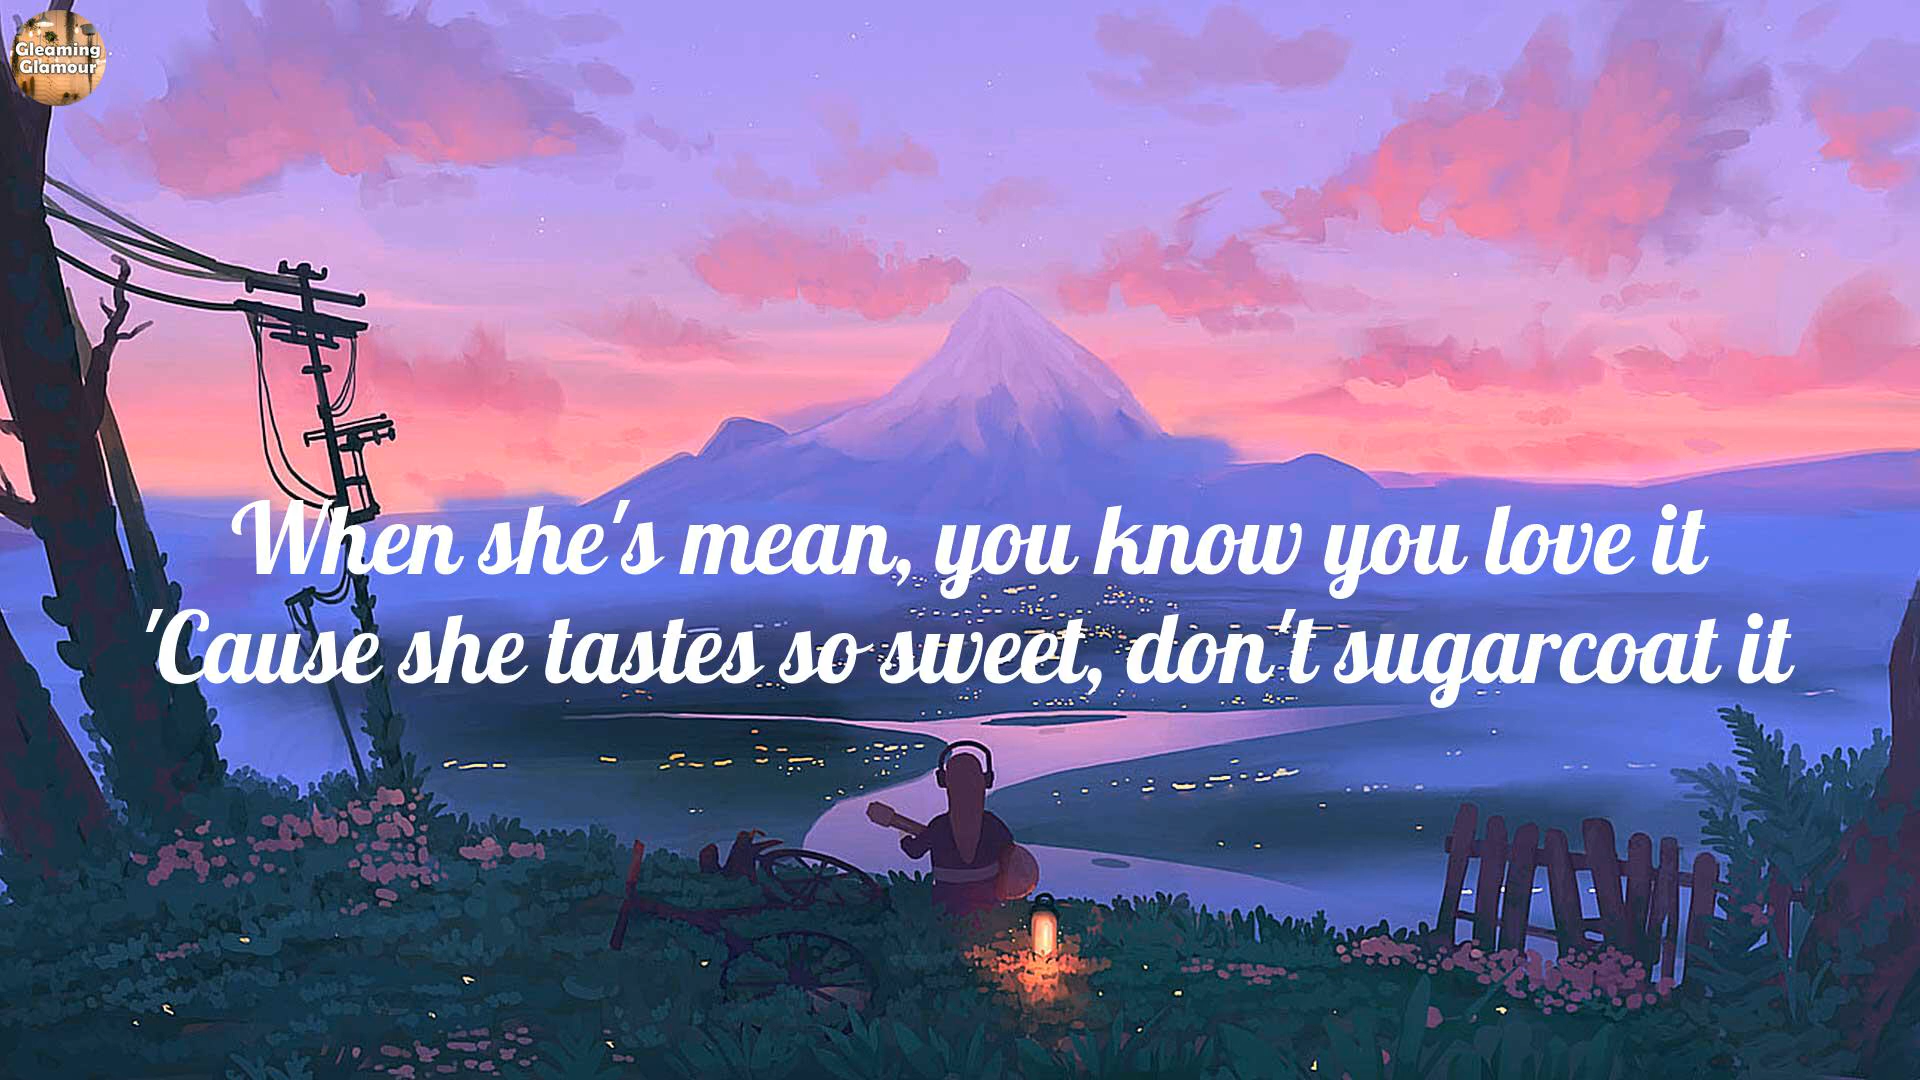 Gleaming
Glamour
When she's mean, you know you love it
'Cause she tastes so sweet, don't sugarcoat it